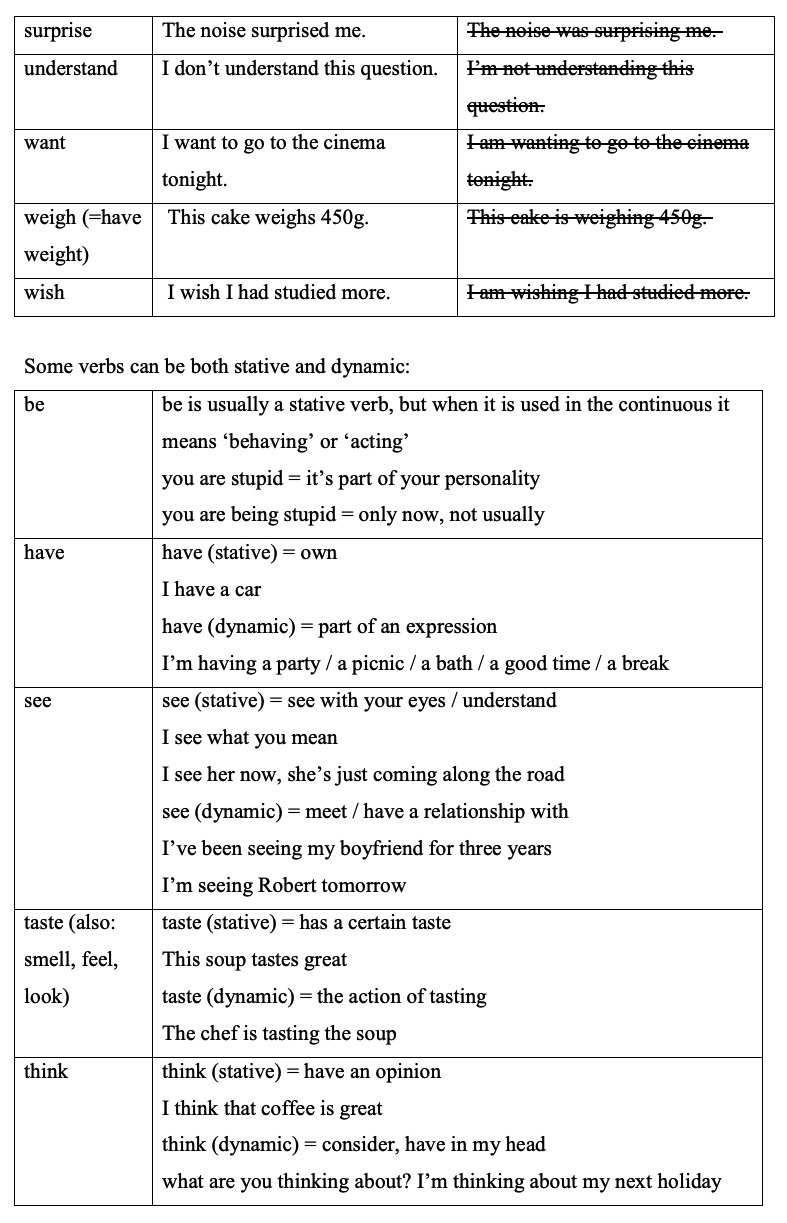 surprise The noise surprised me. The noise was surprising me.
understand I don’t understand this question. I’m not understanding this
question.
want I want to go to the cinema I am wanting to go to the cinema
tonight. tonight.
weigh (=have This cake weighs 450g. This cake is weighing 450g.
weight)
wish I wish I had studied more. I am wishing I had studied more.
Some verbs can be both stative and dynamic:
be be is usually a stative verb, but when it is used in the continuous it
means ‘behaving’ or ‘acting’
you are stupid = it’s part of your personality
you are being stupid = only now, not usually
have have (stative) = own
I have a car
have (dynamic) = part of an expression
I’m having a party / a picnic / a bath / a good time / a break
see see (stative) = see with your eyes / understand
I see what you mean
I see her now, she’s just coming along the road
see (dynamic) = meet / have a relationship with
I’ve been seeing my boyfriend for three years
I’m seeing Robert tomorrow
taste (also: taste (stative) = has a certain taste
smell, feel, This soup tastes great
look) taste (dynamic) = the action of tasting
The chef is tasting the soup
think think (stative) = have an opinion
I think that coffee is great
think (dynamic) = consider, have in my head
what are you thinking about? I’m thinking about my next holiday